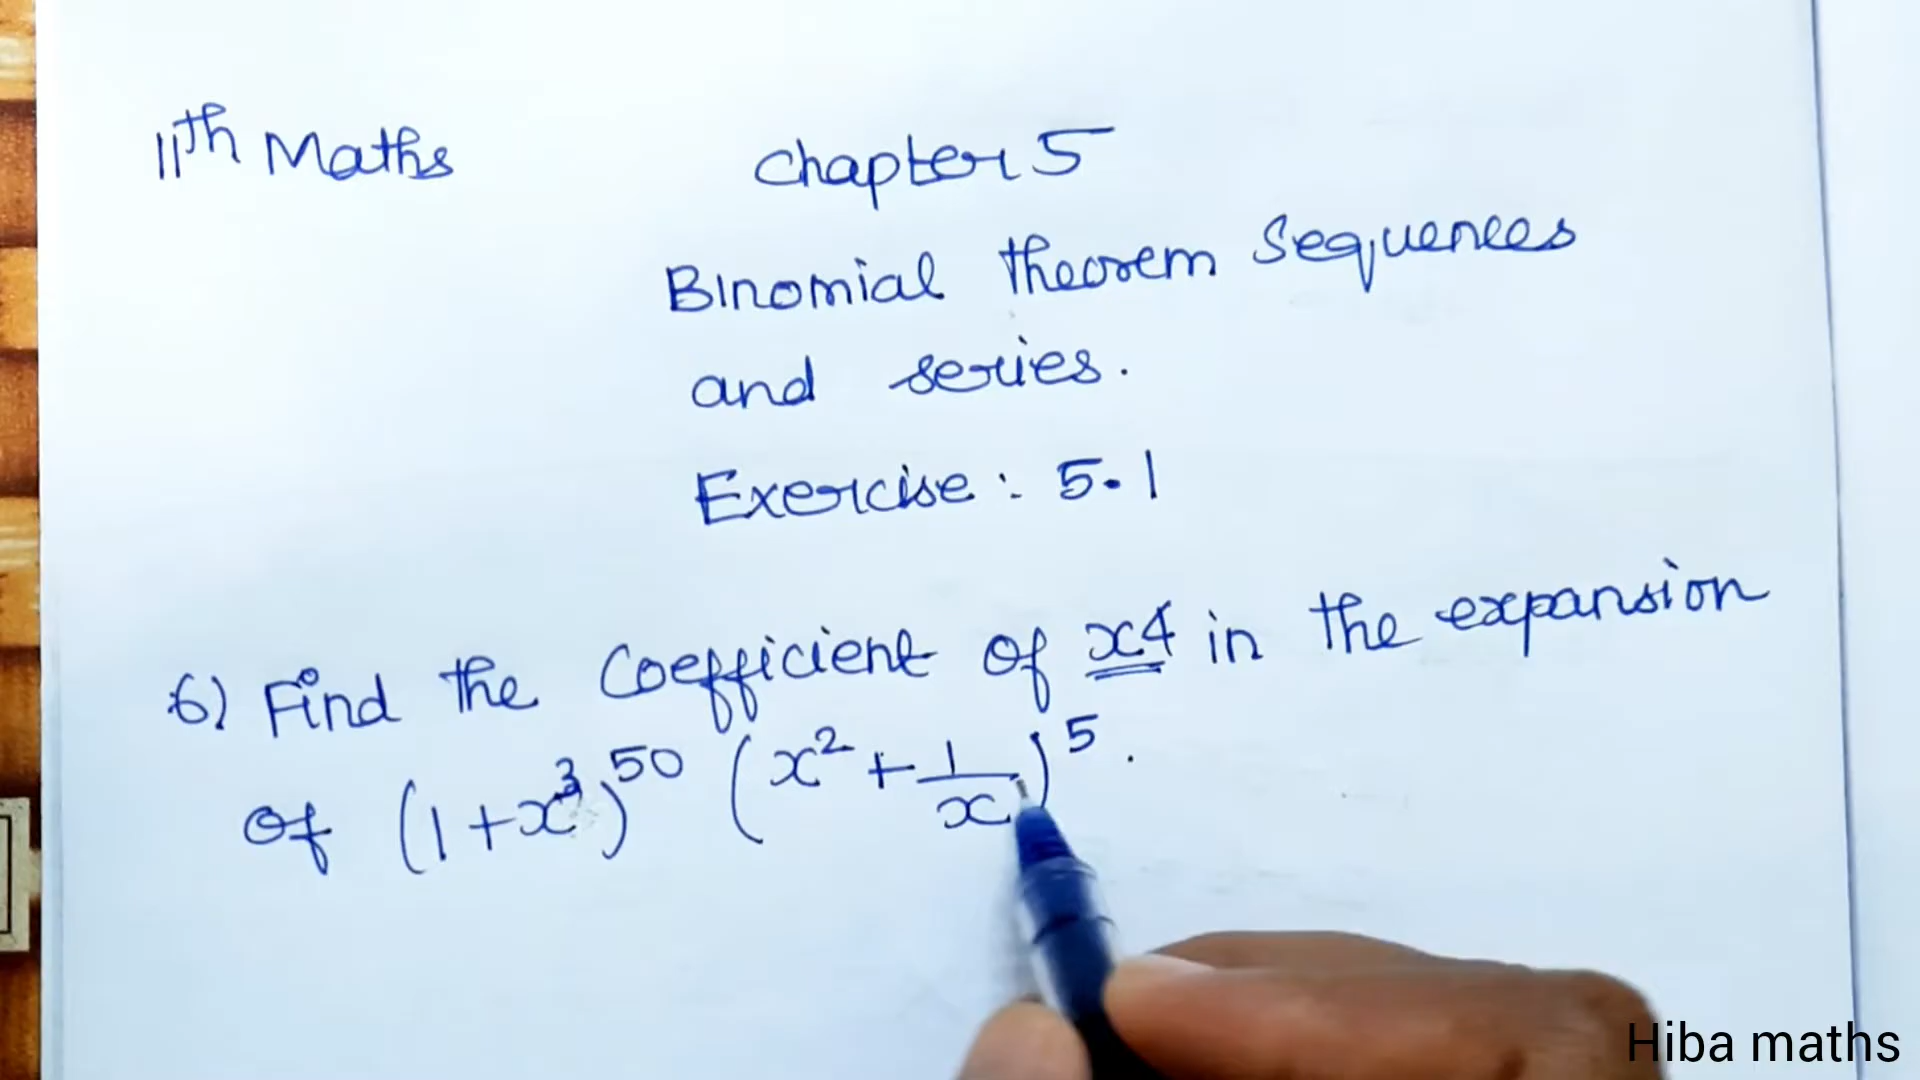 11th Maths Chapter 5
Binomial theorem Sequences
and series.
Exercise : 5.1
6) Find the Coefficient of x4 in the expansion
of (1+x³)⁵⁰ (x² + 1/x)⁵.
Hiba maths